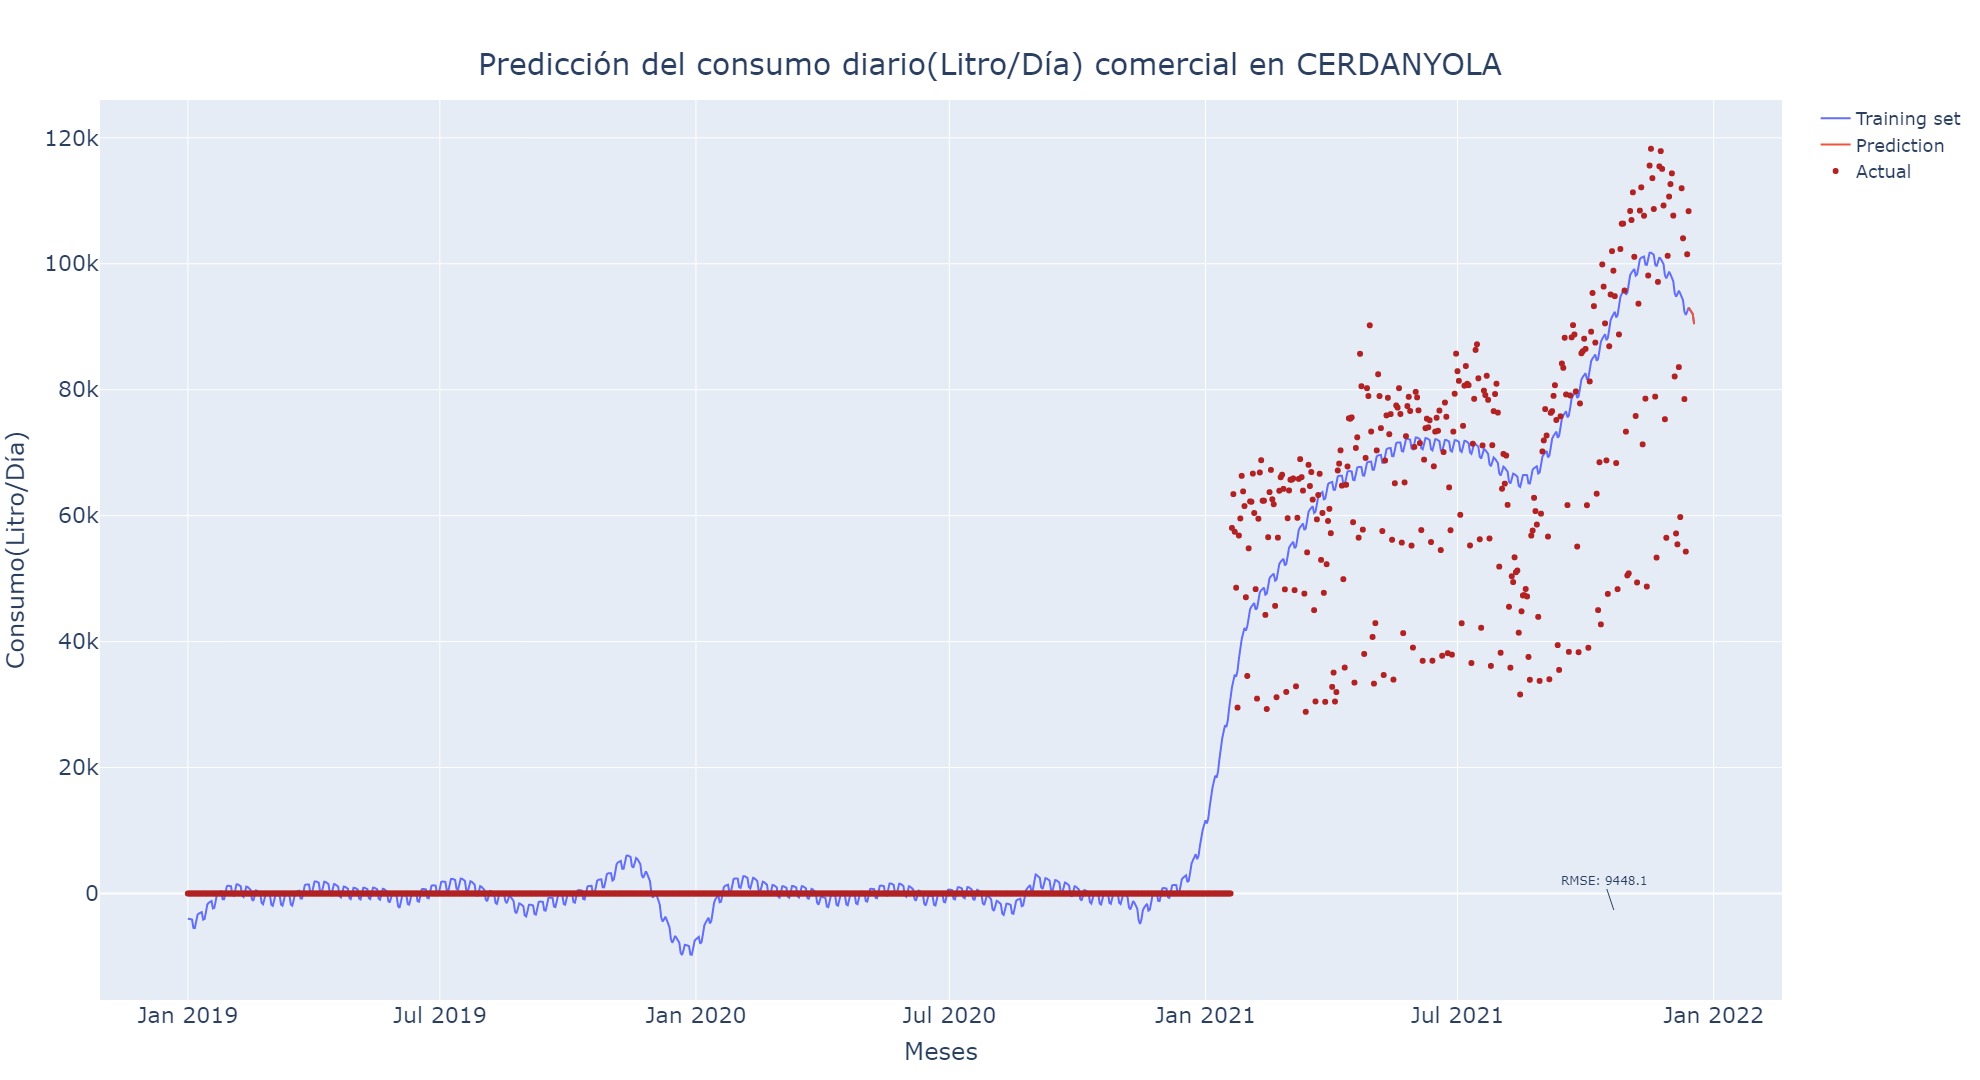 Predicción del consumo diario(Litro/Día) comercial en CERDANYOLA
Training set
Prediction
Actual
Consumo(Litro/Día)
120k
100k
80k
60k
40k
20k
0
RMSE: 9448.1
Jan 2019
Jul 2019
Jan 2020
Jul 2020
Jan 2021
Jul 2021
Jan 2022
Meses